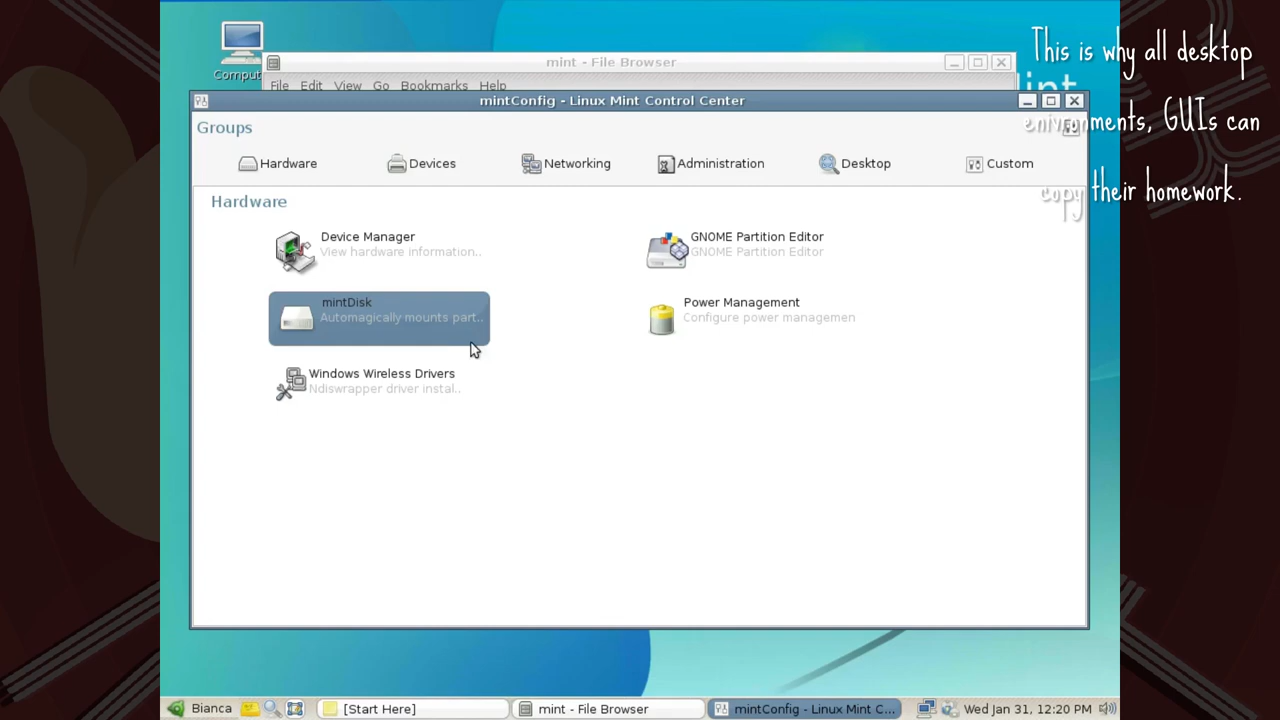 This is why all desktop
enivronments, GUIs can
copy their homework.
Comput
mint - File Browser
File Edit View Go Bookmarks Help
int
mintConfig - Linux Mint Control Center
Groups
Hardware Devices Networking Administration Desktop Custom
Hardware
Device Manager
View hardware information..
GNOME Partition Editor
GNOME Partition Editor
mintDisk
Automagically mounts part..
Power Management
Configure power managemen
Windows Wireless Drivers
Ndiswrapper driver instal..
Bianca [Start Here] mint - File Browser mintConfig - Linux Mint C... Wed Jan 31, 12:20 PM